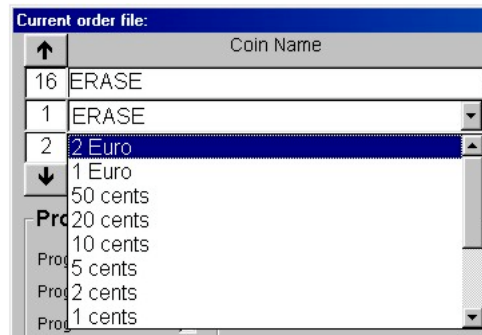 Current order file:
Coin Name
16 ERASE
1 ERASE
2 2 Euro
1 Euro
50 cents
20 cents
10 cents
5 cents
2 cents
1 cents